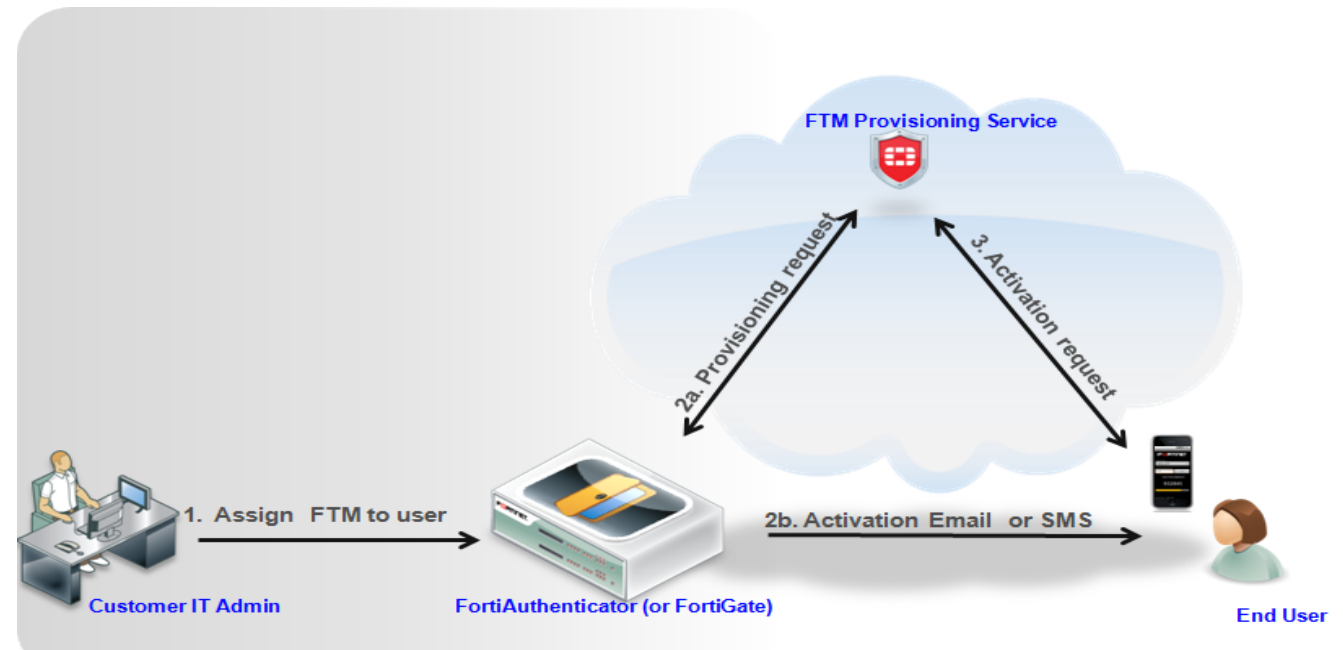 FTM Provisioning Service
2a. Provisioning request
3. Activation request
1. Assign FTM to user
2b. Activation Email or SMS
Customer IT Admin
FortiAuthenticator (or FortiGate)
End User